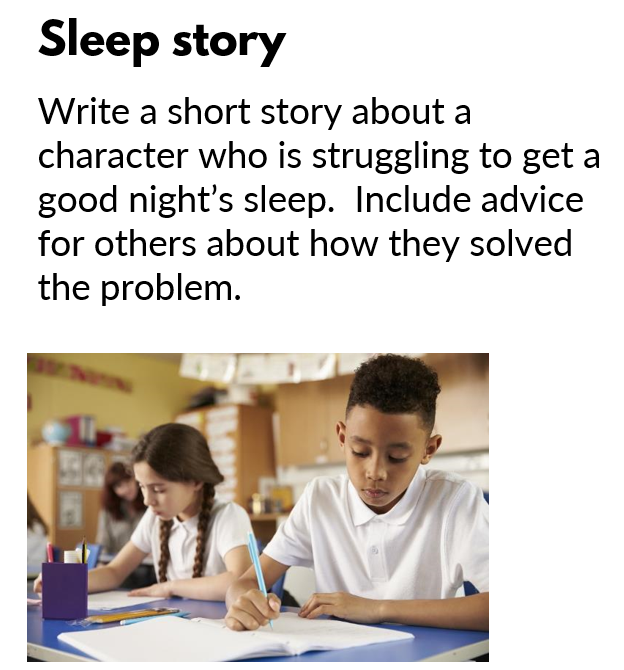 Sleep story
Write a short story about a
character who is struggling to get a
good night’s sleep.  Include advice
for others about how they solved
the problem.